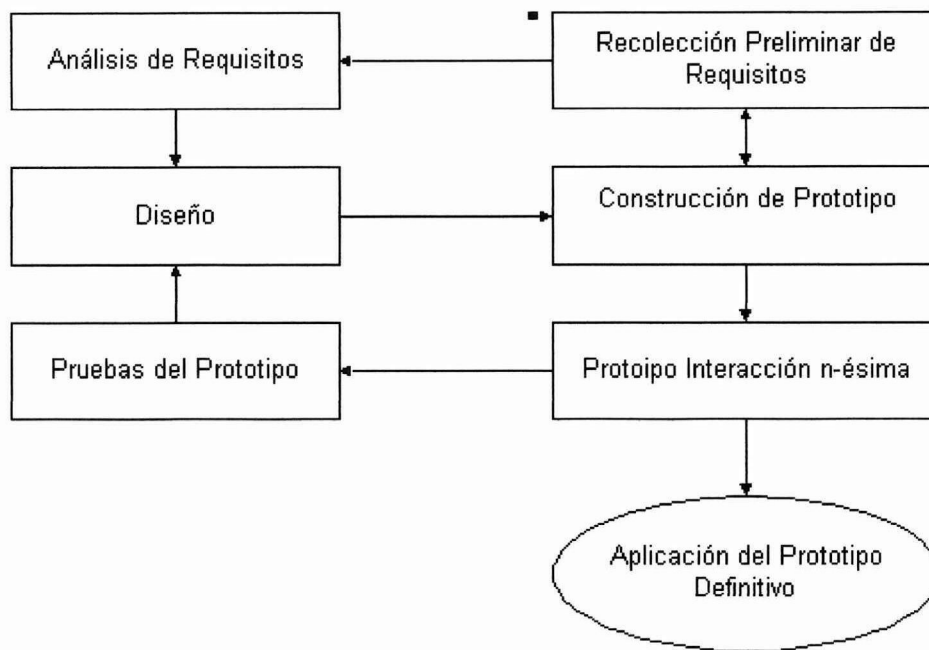 Análisis de Requisitos
Recolección Preliminar de
Requisitos
Diseño
Construcción de Prototipo
Pruebas del Prototipo
Protoipo Interacción n-ésima
Aplicación del Prototipo
Definitivo